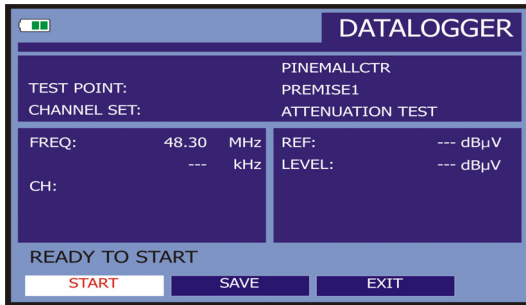 DATALOGGER
PINEMALLCTR
TEST POINT: PREMISE1
CHANNEL SET: ATTENUATION TEST
FREQ: 48.30 MHz REF: --- dBµV
--- kHz LEVEL: --- dBµV
CH:
READY TO START
START SAVE EXIT